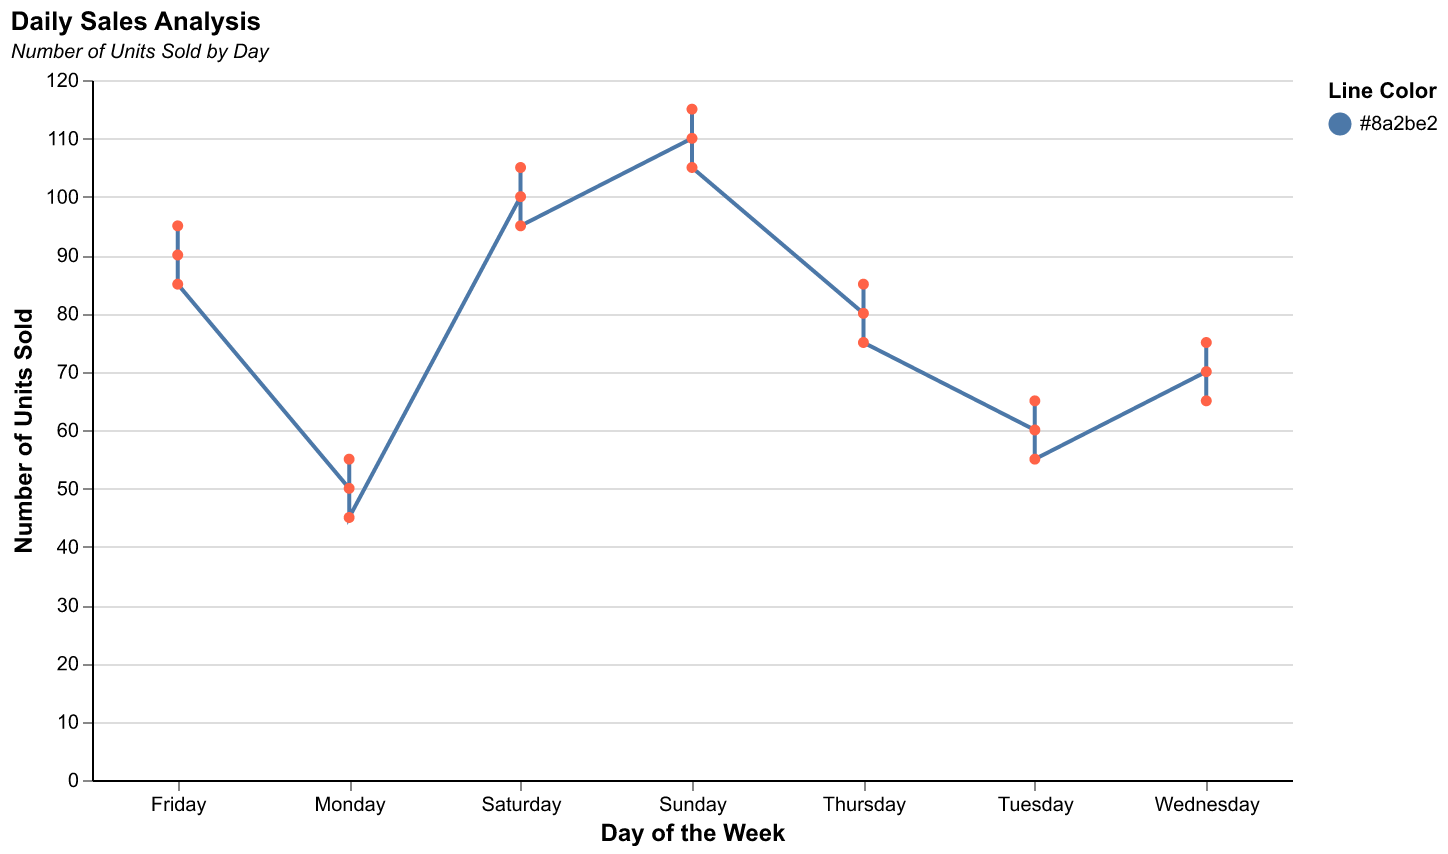 Daily Sales Analysis
Number of Units Sold by Day
120
110
100
90
80
70
60
50
40
30
20
10
0
Number of Units Sold
Friday
Monday
Saturday
Sunday
Thursday
Tuesday
Wednesday
Day of the Week
Line Color
#8a2be2